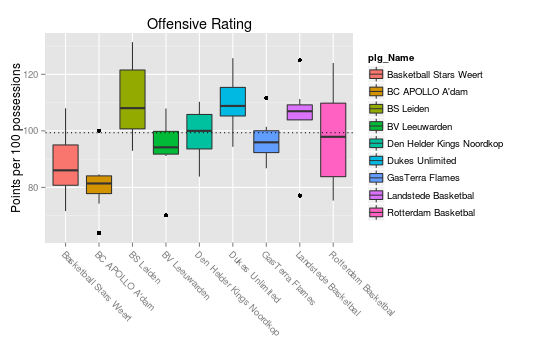 Offensive Rating
Points per 100 possessions
120
100
80
Basketball Stars Weert
BC APOLLO A'dam
BS Leiden
BV Leeuwarden
Den Helder Kings Noordkop
Dukes Unlimited
GasTerra Flames
Landstede Basketbal
Rotterdam Basketbal
plg_Name
Basketball Stars Weert
BC APOLLO A'dam
BS Leiden
BV Leeuwarden
Den Helder Kings Noordkop
Dukes Unlimited
GasTerra Flames
Landstede Basketbal
Rotterdam Basketbal